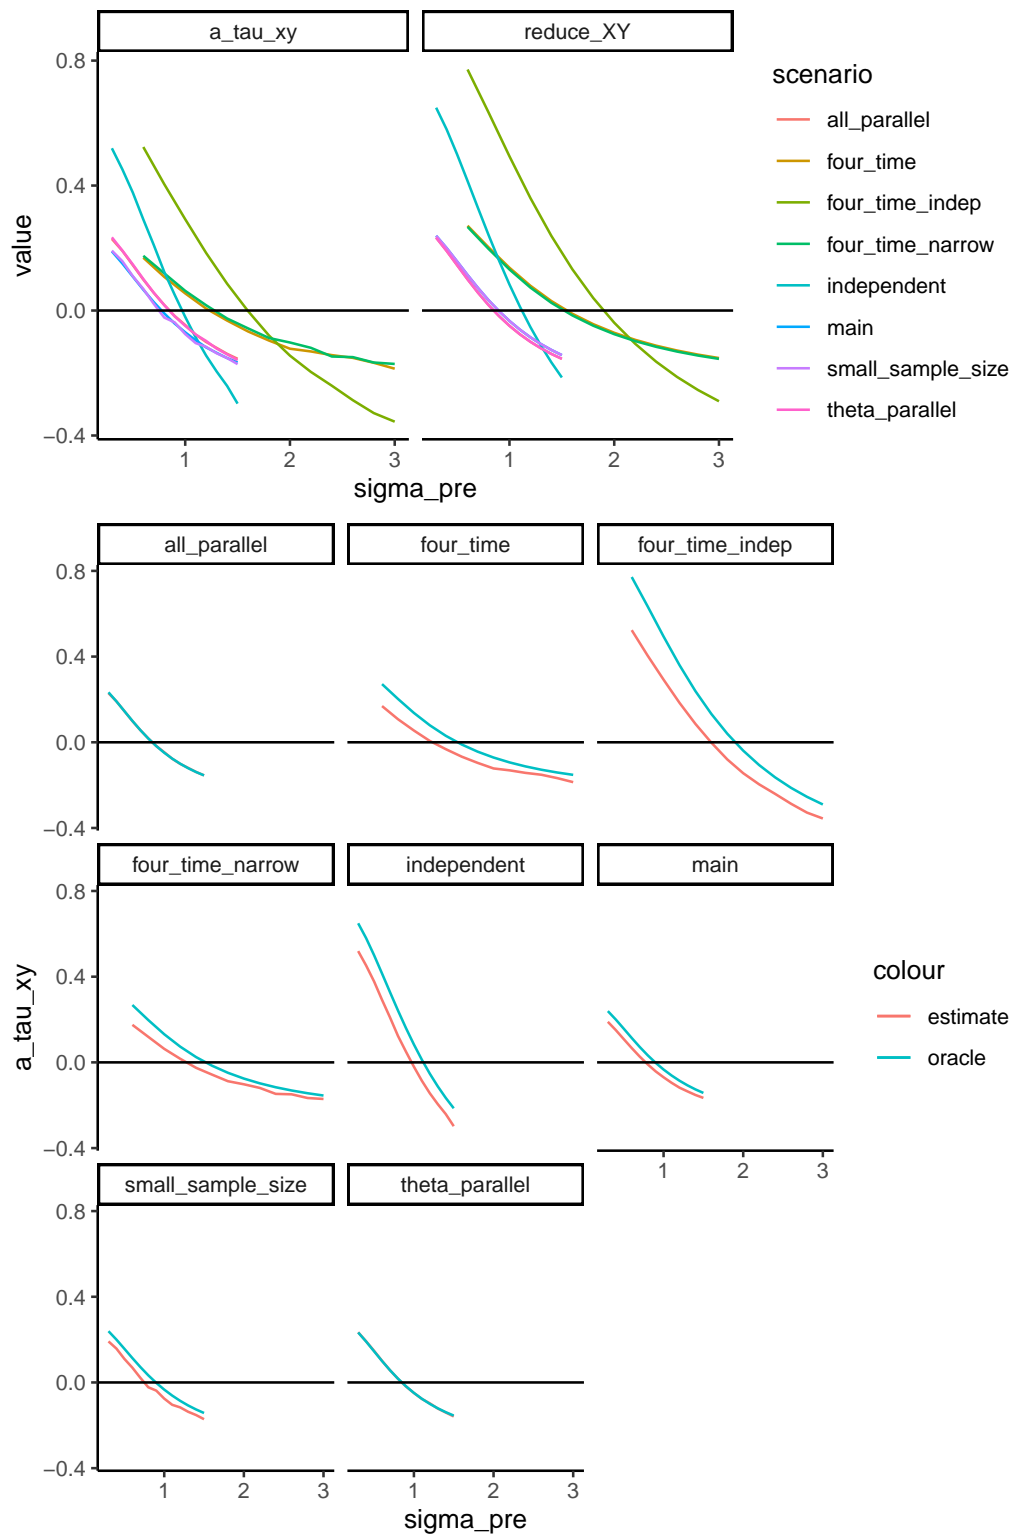 a_tau_xy reduce_XY
0.8
0.4
0.0
−0.4
value
1 2 3 1 2 3
sigma_pre
scenario
all_parallel
four_time
four_time_indep
four_time_narrow
independent
main
small_sample_size
theta_parallel
all_parallel four_time four_time_indep
0.8
0.4
0.0
−0.4
four_time_narrow independent main
0.8
0.4
0.0
−0.4
1 2 3
a_tau_xy
small_sample_size theta_parallel
0.8
0.4
0.0
−0.4
1 2 3 1 2 3
sigma_pre
colour
estimate
oracle